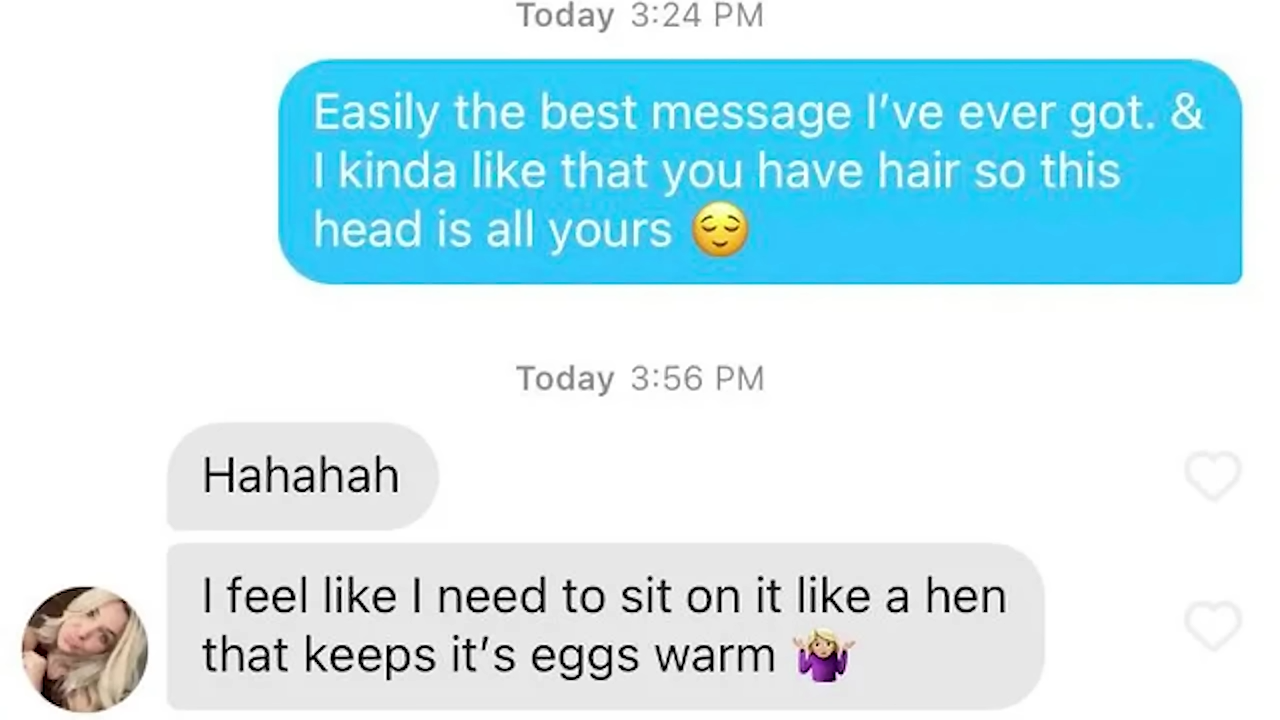 Today 3:24 PM
Easily the best message I’ve ever got. &
I kinda like that you have hair so this
head is all yours 😌
Today 3:56 PM
Hahahah
I feel like I need to sit on it like a hen
that keeps it’s eggs warm 🤷🏼‍♀️